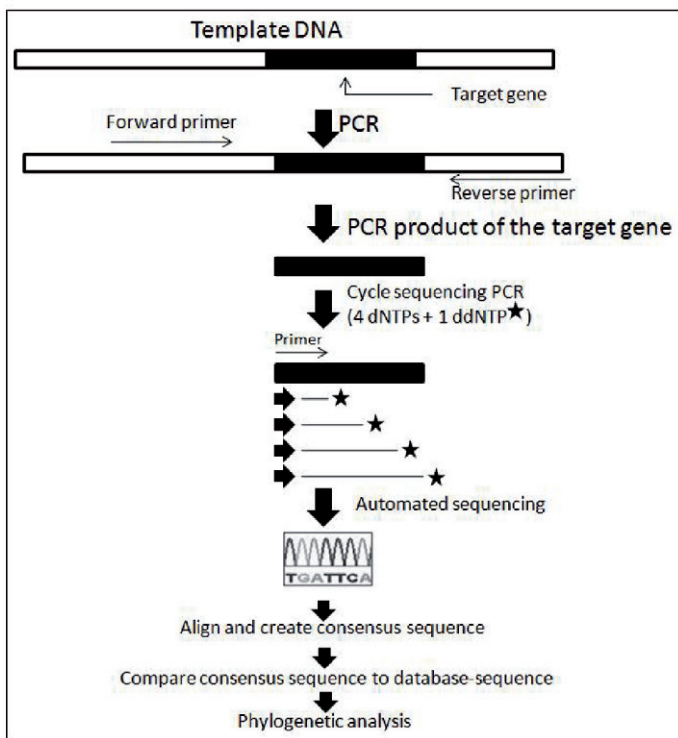 Template DNA
Target gene
Forward primer
PCR
Reverse primer
PCR product of the target gene
Cycle sequencing PCR
(4 dNTPs + 1 ddNTP★)
Primer
Automated sequencing
TGATTCA
Align and create consensus sequence
Compare consensus sequence to database-sequence
Phylogenetic analysis